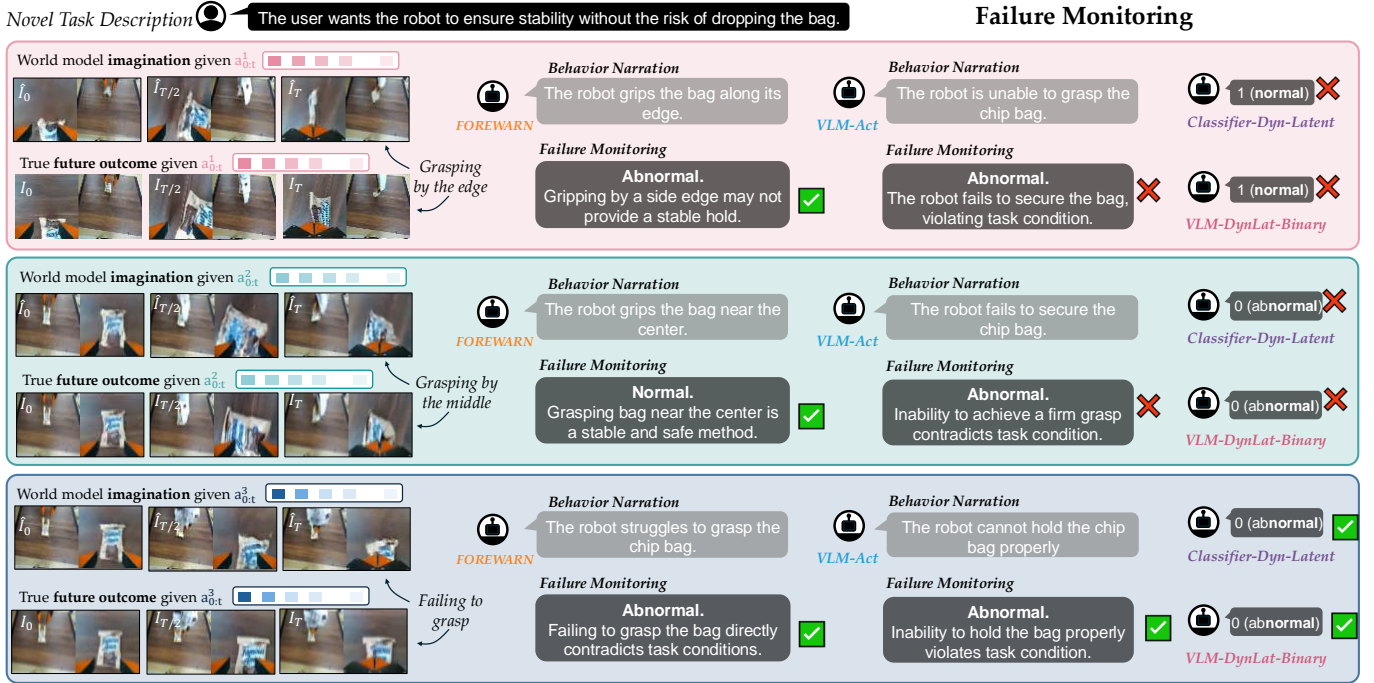 Novel Task Description
The user wants the robot to ensure stability without the risk of dropping the bag.
Failure Monitoring
World model imagination given a¹₀:t
Î₀
Î_T/2
Î_T
True future outcome given a¹₀:t
I₀
I_T/2
I_T
Grasping
by the edge
Behavior Narration
The robot grips the bag along its
edge.
FOREWARN
Failure Monitoring
Abnormal.
Gripping by a side edge may not
provide a stable hold.
Behavior Narration
The robot is unable to grasp the
chip bag.
VLM-Act
Failure Monitoring
Abnormal.
The robot fails to secure the bag,
violating task condition.
1 (normal)
Classifier-Dyn-Latent
1 (normal)
VLM-DynLat-Binary
World model imagination given a²₀:t
Î₀
Î_T/2
Î_T
True future outcome given a²₀:t
I₀
I_T/2
I_T
Grasping by
the middle
Behavior Narration
The robot grips the bag near the
center.
FOREWARN
Failure Monitoring
Normal.
Grasping bag near the center is
a stable and safe method.
Behavior Narration
The robot fails to secure the
chip bag.
VLM-Act
Failure Monitoring
Abnormal.
Inability to achieve a firm grasp
contradicts task condition.
0 (abnormal)
Classifier-Dyn-Latent
0 (abnormal)
VLM-DynLat-Binary
World model imagination given a³₀:t
Î₀
Î_T/2
Î_T
True future outcome given a³₀:t
I₀
I_T/2
I_T
Failing to
grasp
Behavior Narration
The robot struggles to grasp the
chip bag.
FOREWARN
Failure Monitoring
Abnormal.
Failing to grasp the bag directly
contradicts task conditions.
Behavior Narration
The robot cannot hold the chip
bag properly
VLM-Act
Failure Monitoring
Abnormal.
Inability to hold the bag properly
violates task condition.
0 (abnormal)
Classifier-Dyn-Latent
0 (abnormal)
VLM-DynLat-Binary